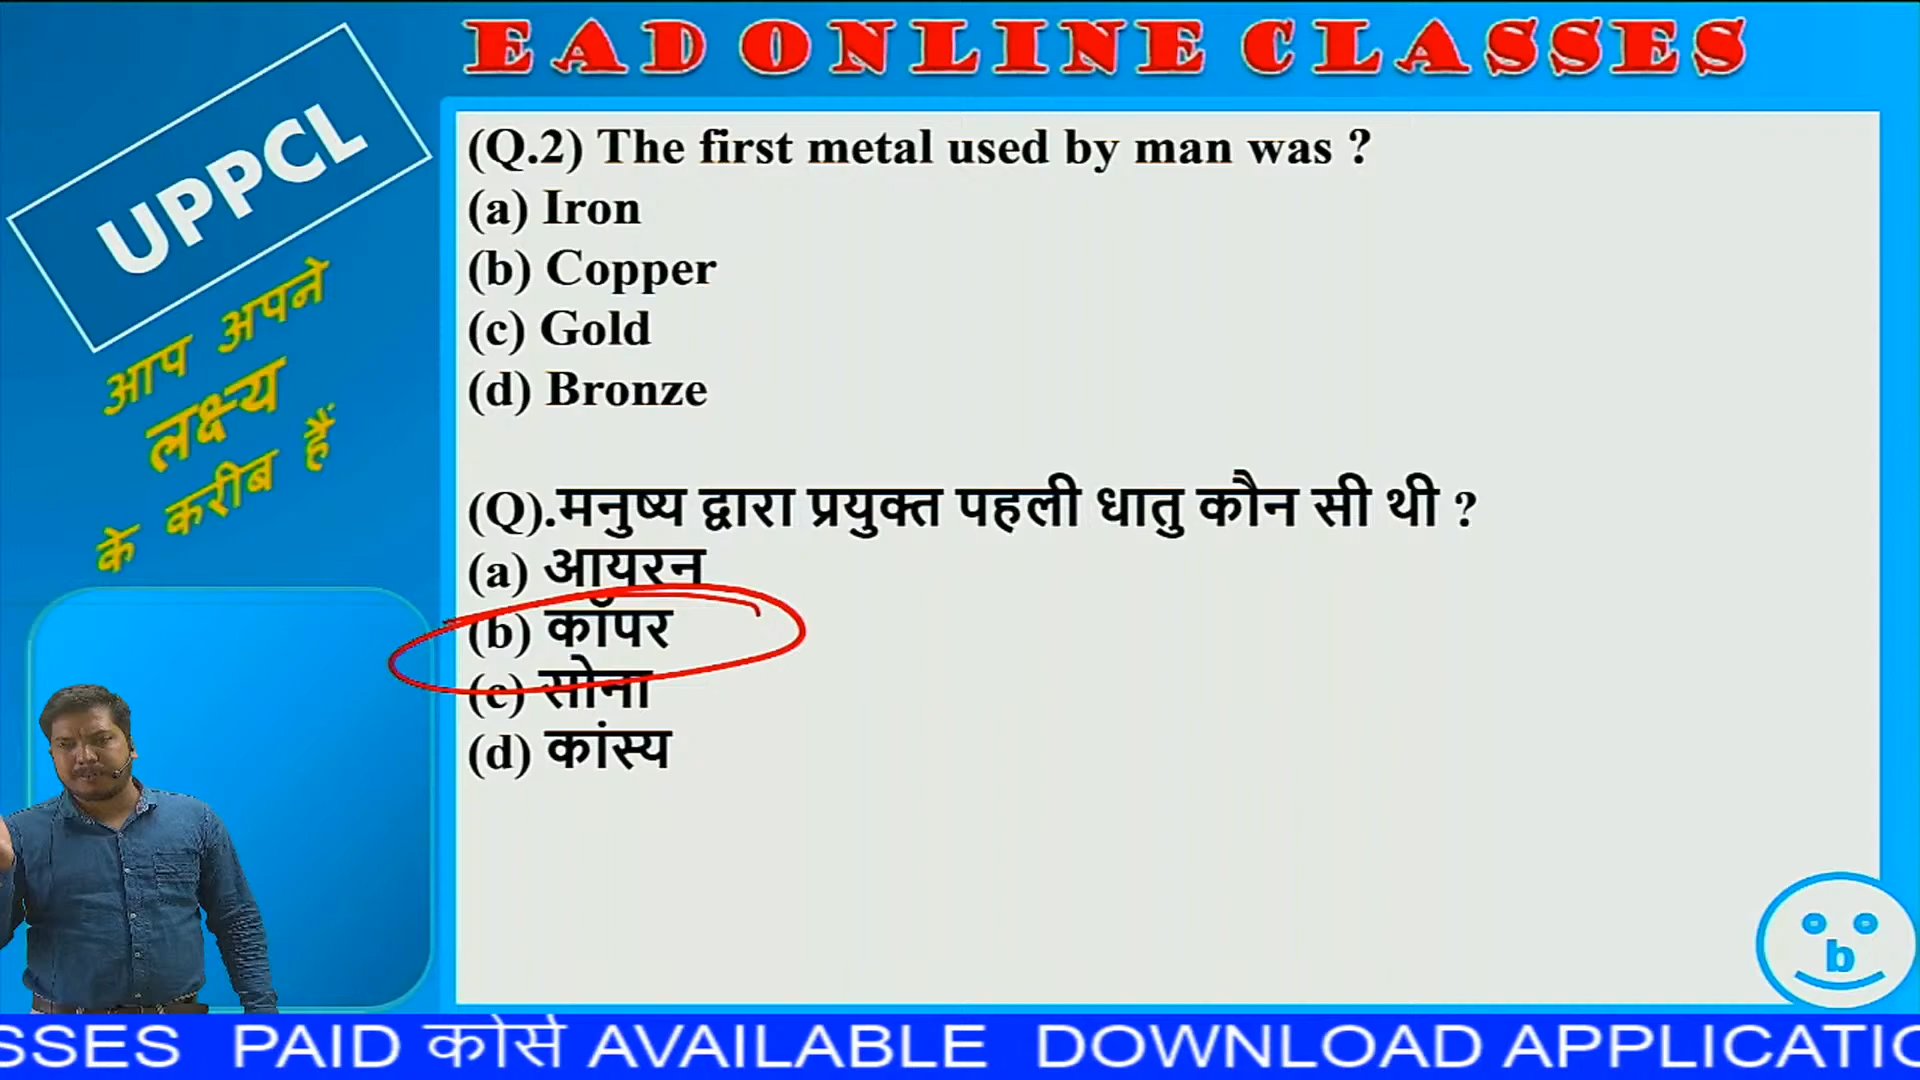 EAD ONLINE CLASSES
UPPCL
आप अपने
लक्ष्य
के करीब हैं
(Q.2) The first metal used by man was ?
(a) Iron
(b) Copper
(c) Gold
(d) Bronze
(Q).मनुष्य द्वारा प्रयुक्त पहली धातु कौन सी थी ?
(a) आयरन
(b) कॉपर
(c) सोना
(d) कांस्य
b
SSES PAID कोर्स AVAILABLE DOWNLOAD APPLICATIO